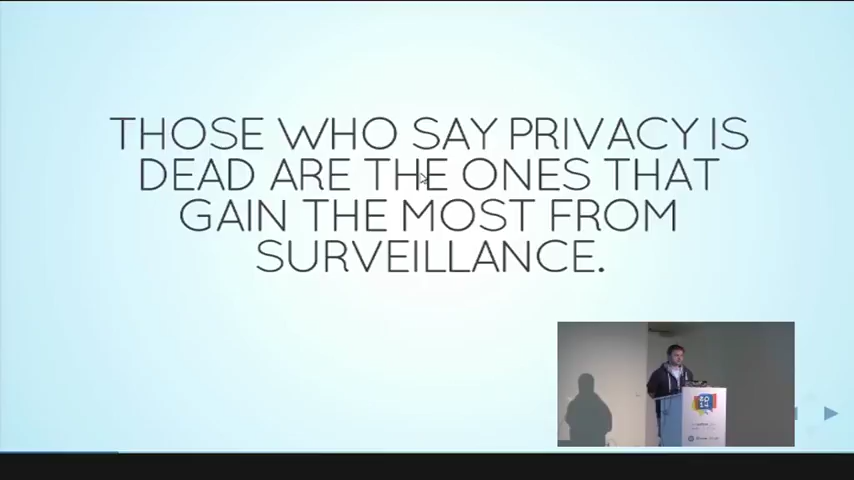 THOSE WHO SAY PRIVACY IS
DEAD ARE THE ONES THAT
GAIN THE MOST FROM
SURVEILLANCE.